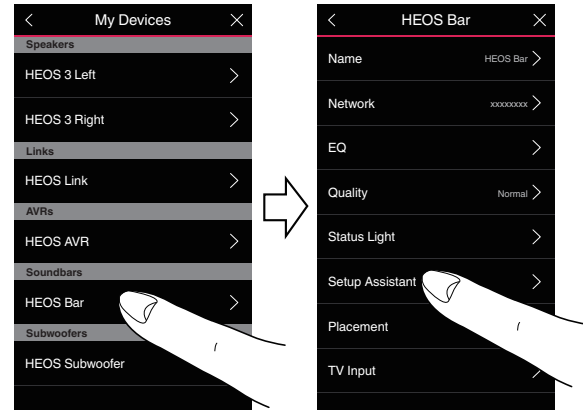 My Devices
Speakers
HEOS 3 Left
HEOS 3 Right
Links
HEOS Link
AVRs
HEOS AVR
Soundbars
HEOS Bar
Subwoofers
HEOS Subwoofer
HEOS Bar
Name HEOS Bar
Network xxxxxxxx
EQ
Quality Normal
Status Light
Setup Assistant
Placement
TV Input